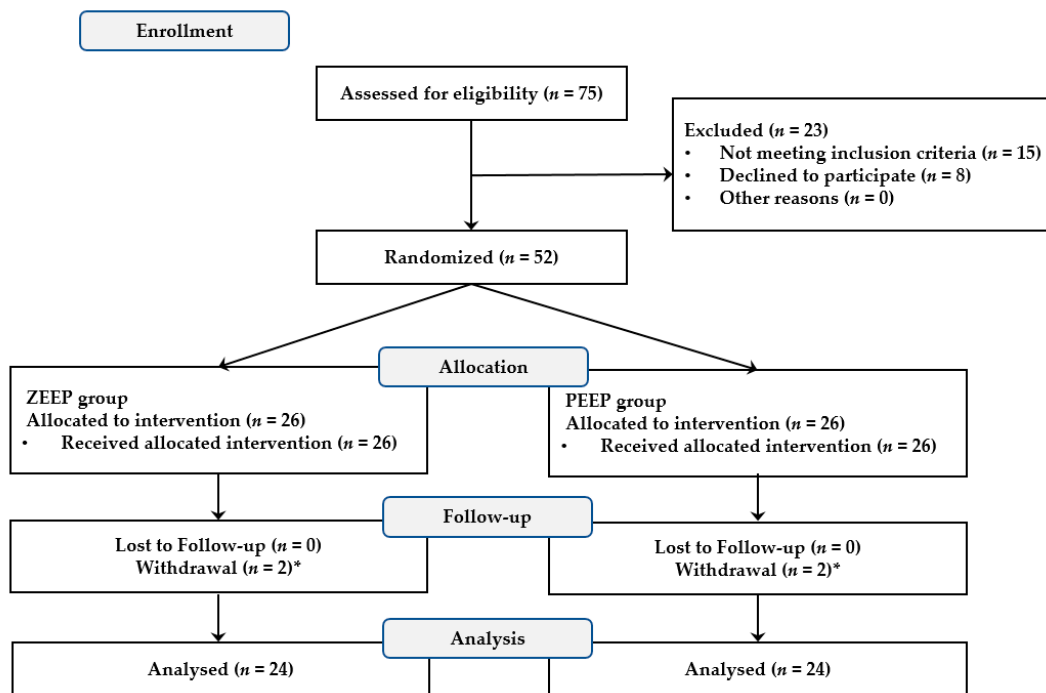 Enrollment
Assessed for eligibility (n = 75)
Excluded (n = 23)
• Not meeting inclusion criteria (n = 15)
• Declined to participate (n = 8)
• Other reasons (n = 0)
Randomized (n = 52)
Allocation
ZEEP group
Allocated to intervention (n = 26)
• Received allocated intervention (n = 26)
PEEP group
Allocated to intervention (n = 26)
• Received allocated intervention (n = 26)
Follow-up
Lost to Follow-up (n = 0)
Withdrawal (n = 2)*
Lost to Follow-up (n = 0)
Withdrawal (n = 2)*
Analysis
Analysed (n = 24)
Analysed (n = 24)